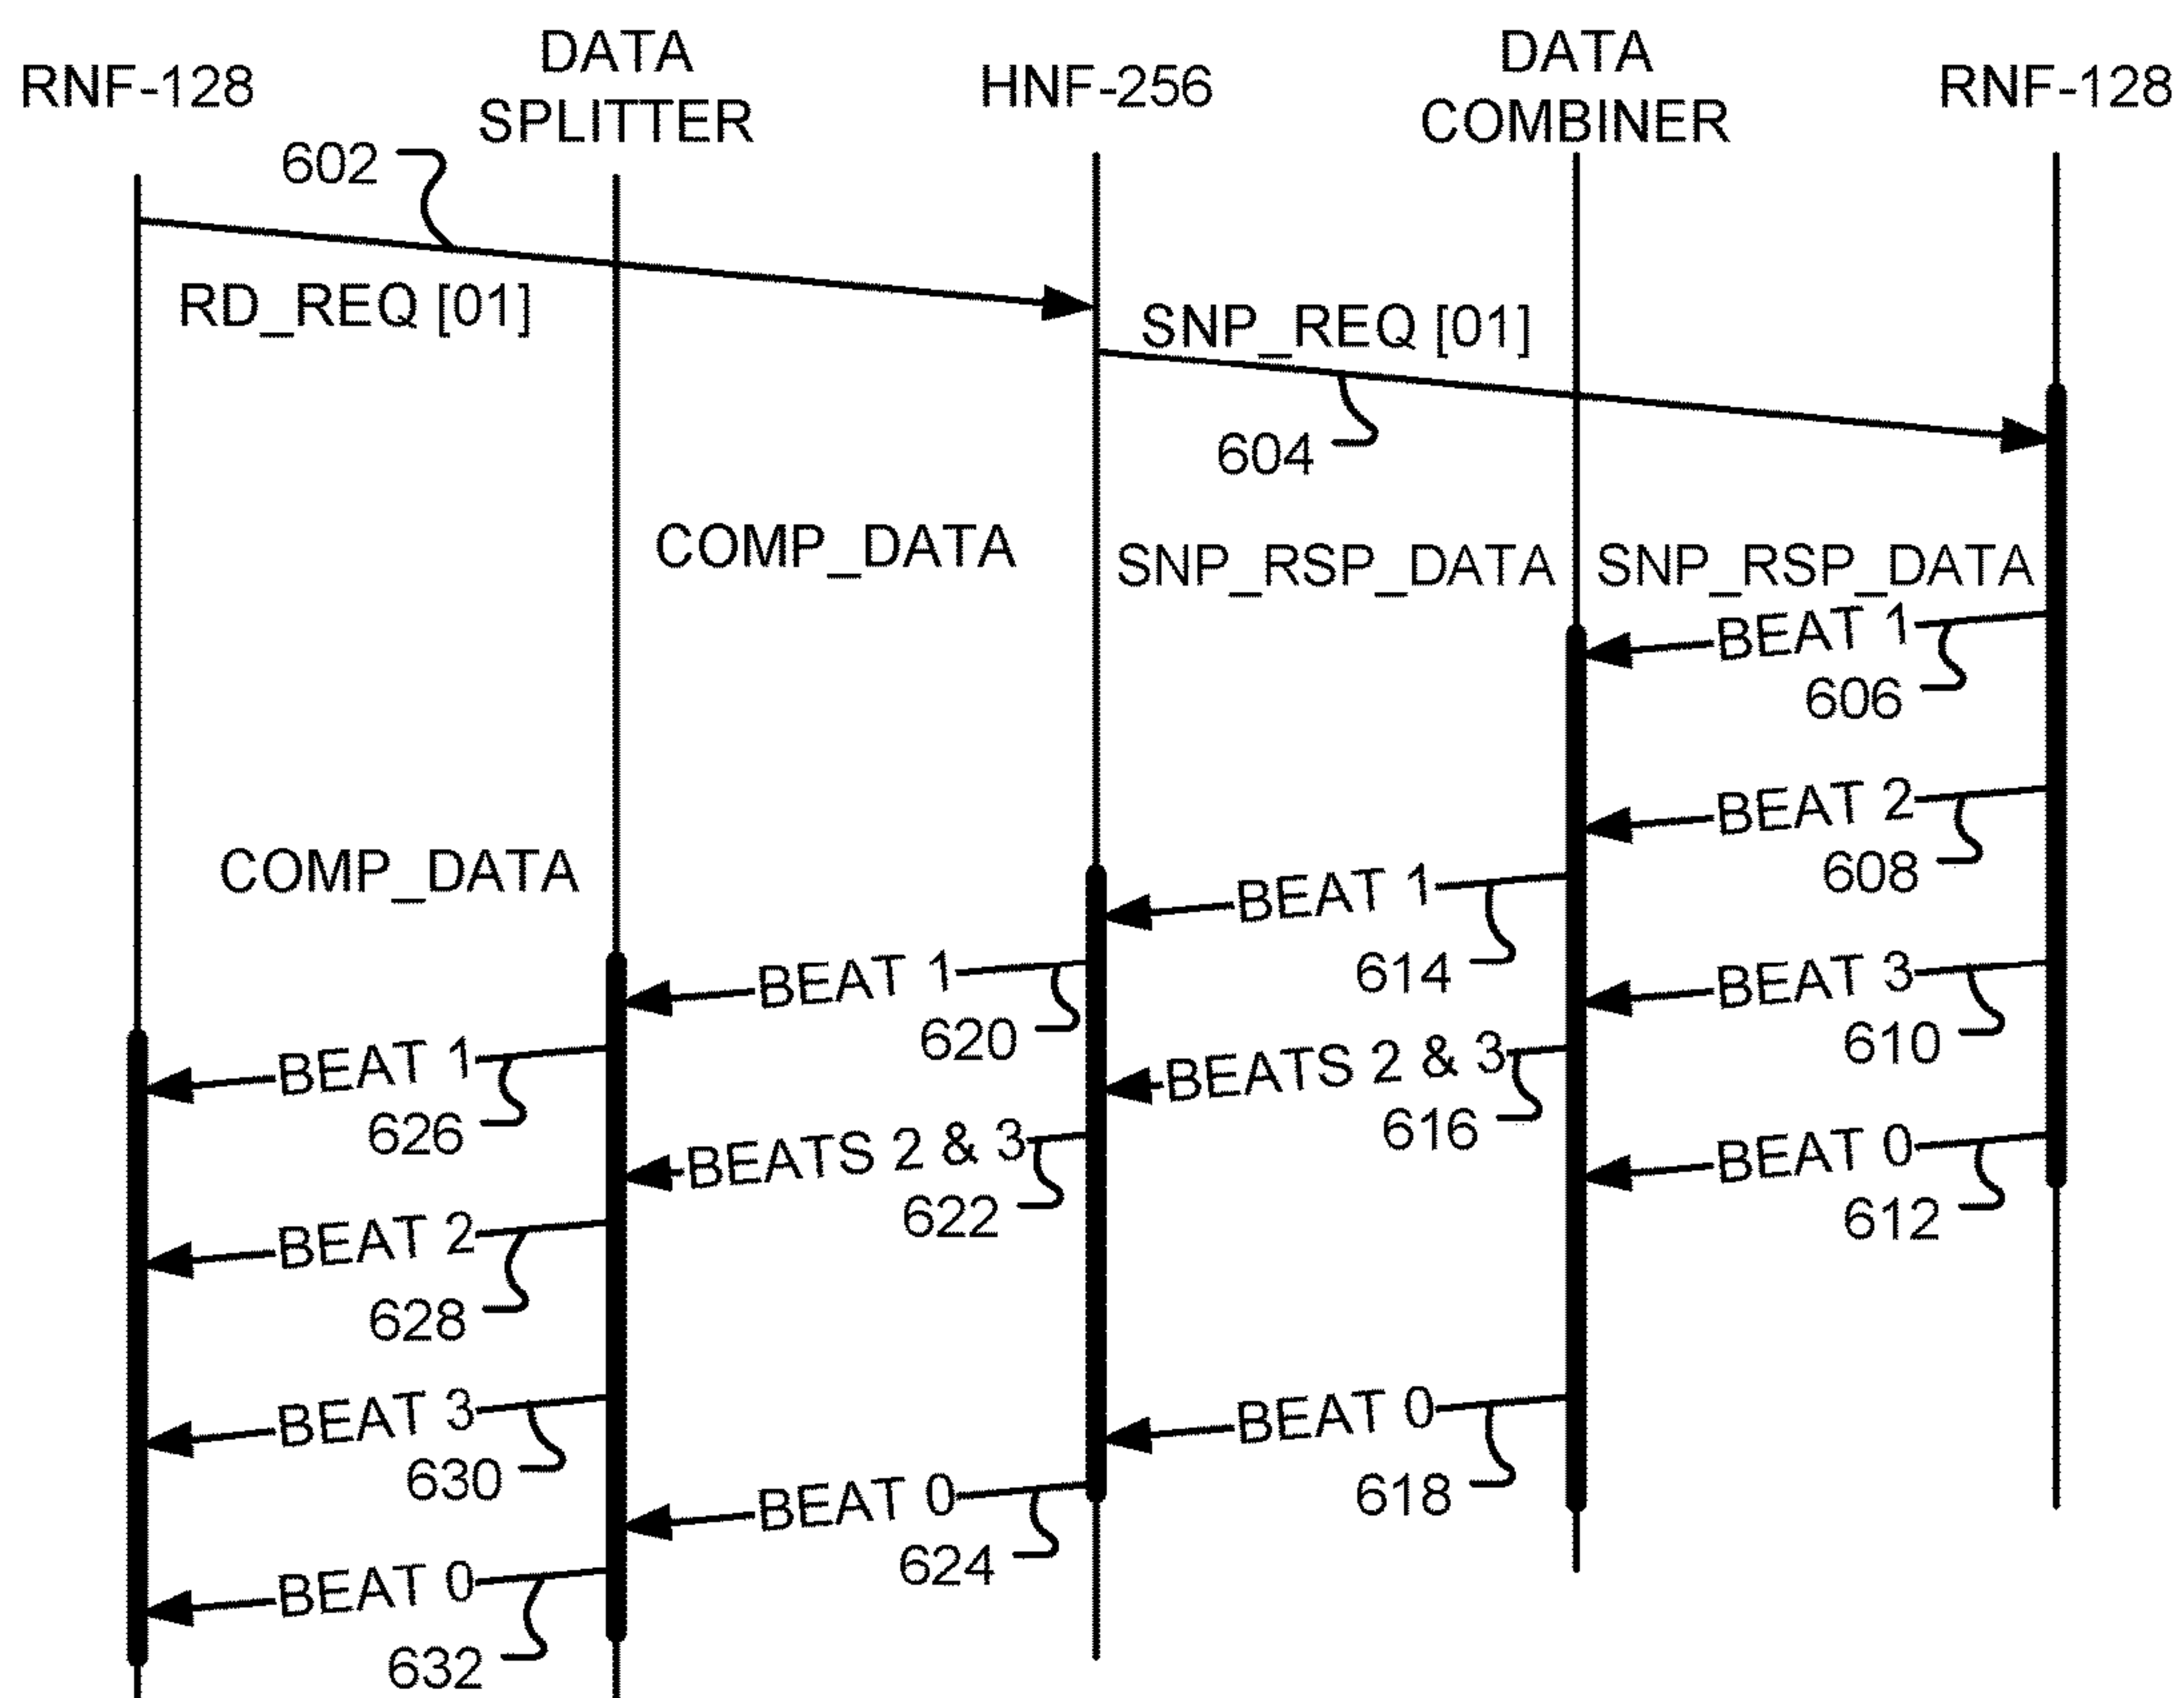 RNF-128
DATA
SPLITTER
HNF-256
DATA
COMBINER
RNF-128
602
RD_REQ [01]
SNP_REQ [01]
604
COMP_DATA
SNP_RSP_DATA
SNP_RSP_DATA
BEAT 1
606
BEAT 2
608
COMP_DATA
BEAT 1
614
BEAT 3
610
BEAT 1
620
BEATS 2 & 3
616
BEAT 1
626
BEATS 2 & 3
622
BEAT 0
612
BEAT 2
628
BEAT 3
630
BEAT 0
618
BEAT 0
624
BEAT 0
632